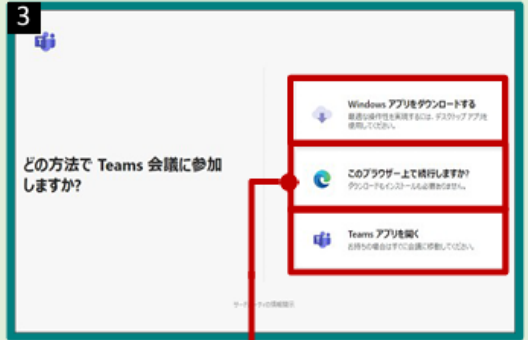 3
どの方法で Teams 会議に参加
しますか?
Windows アプリをダウンロードする
最適な操作性を実現するには、デスクトップ アプリを
使用してください。
このブラウザー上で続行しますか?
ダウンロードもインストールも必要ありません。
Teams アプリを開く
お持ちの場合はすぐに会議に移動してください。